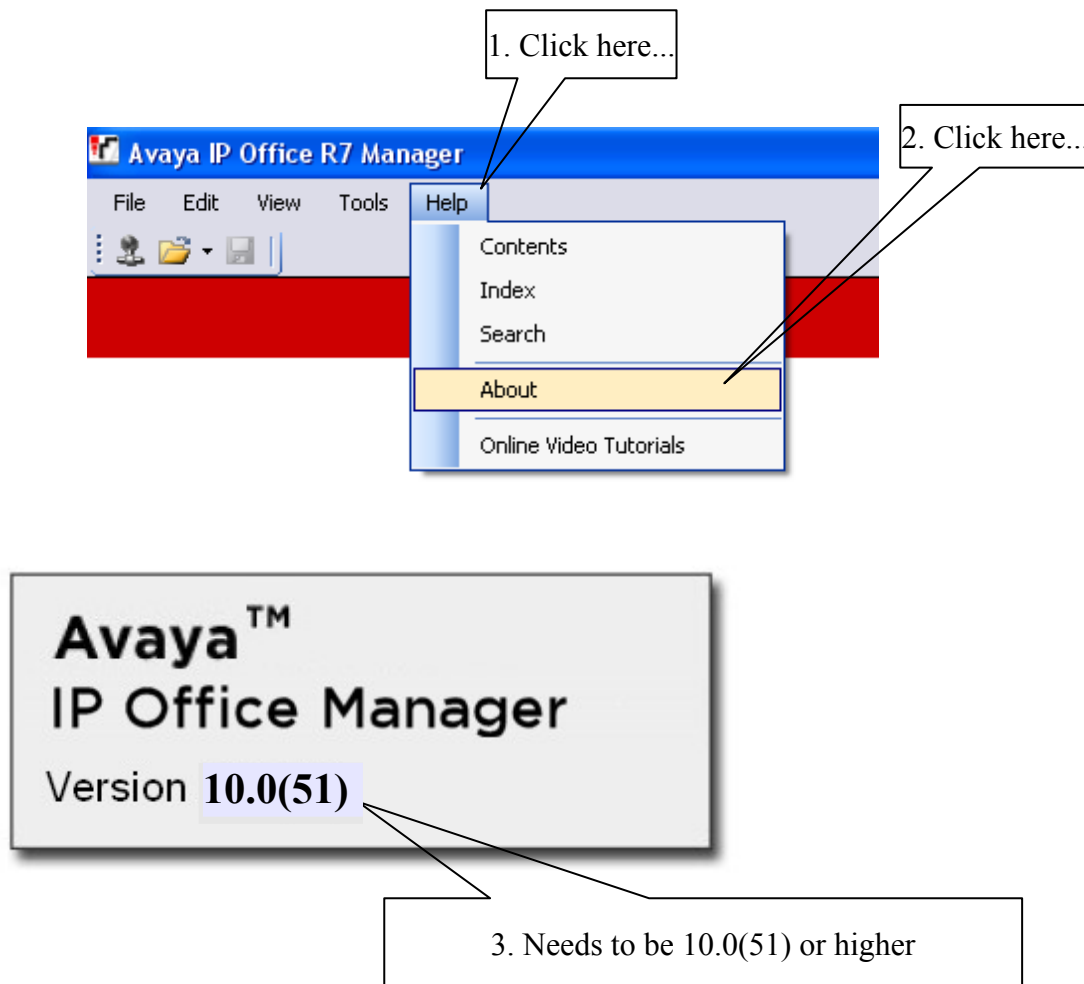 1. Click here...
2. Click here...
Avaya IP Office R7 Manager
File Edit View Tools Help
Contents
Index
Search
About
Online Video Tutorials
Avaya™
IP Office Manager
Version 10.0(51)
3. Needs to be 10.0(51) or higher